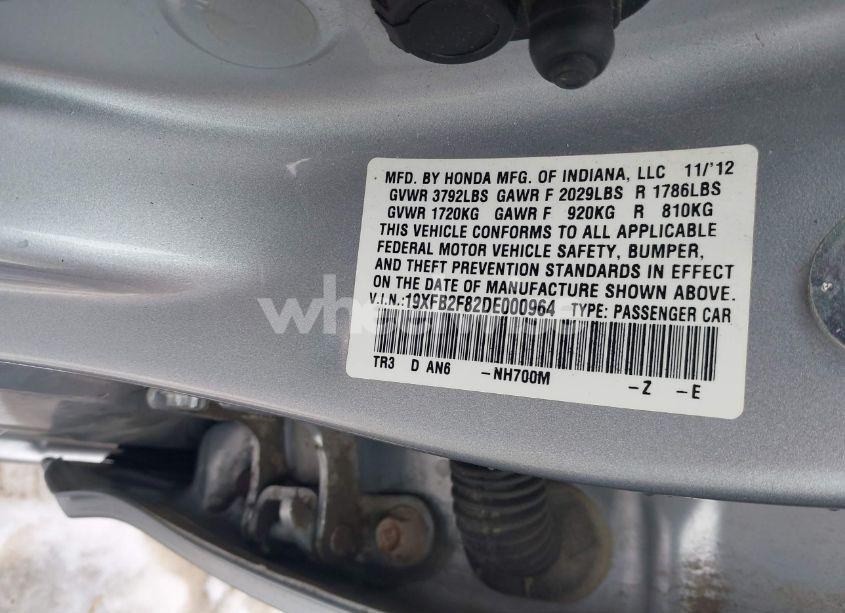 MFD. BY HONDA MFG. OF INDIANA, LLC 11/'12
GVWR 3792LBS GAWR F 2029LBS R 1786LBS
GVWR 1720KG GAWR F 920KG R 810KG
THIS VEHICLE CONFORMS TO ALL APPLICABLE
FEDERAL MOTOR VEHICLE SAFETY, BUMPER,
AND THEFT PREVENTION STANDARDS IN EFFECT
ON THE DATE OF MANUFACTURE SHOWN ABOVE.
V.I.N.:19XFB2F82DE000964 TYPE: PASSENGER CAR
TR3 D AN6 -NH700M -Z -E